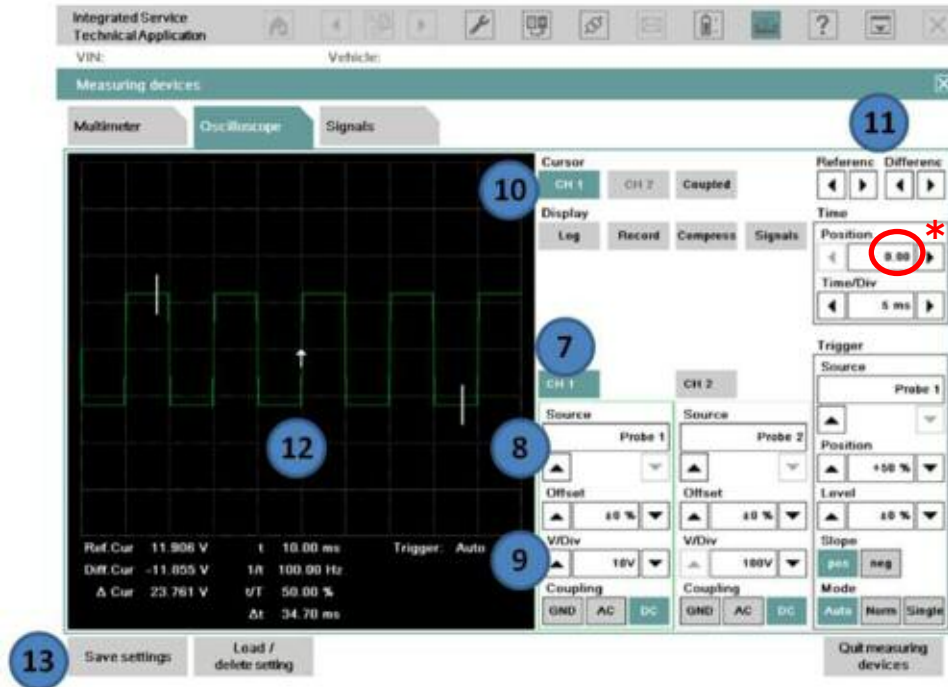 Integrated Service
Technical Application
?
VIN:
Vehicle:
Measuring devices
Multimeter
Oscilloscope
Signals
11
10
Cursor
CH 1
CH 2
Coupled
Referenc Differenc
Display
Log
Record
Compress
Signals
Time
Position
0.00
*
Time/Div
5 ms
7
CH 1
CH 2
Trigger
Source
Probe 1
Position
+50 %
Level
±0 %
Slope
pos
neg
Mode
Auto
Norm
Single
8
Source
Probe 1
Offset
±0 %
9
V/Div
10V
Coupling
GND
AC
DC
Source
Probe 2
Offset
±0 %
V/Div
100V
Coupling
GND
AC
DC
12
Ref.Cur 11.906 V t 10.00 ms Trigger: Auto
Diff.Cur -11.855 V 1/t 100.00 Hz
Δ Cur 23.761 V t/T 50.00 %
Δt 34.70 ms
13
Save settings
Load /
delete setting
Quit measuring
devices